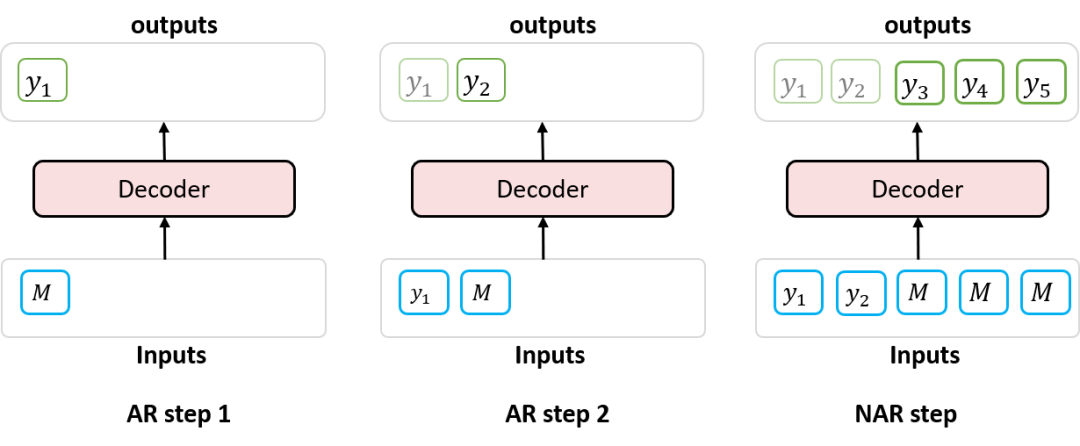 outputs
y₁
Decoder
M
Inputs
AR step 1
outputs
y₁ y₂
Decoder
y₁ M
Inputs
AR step 2
outputs
y₁ y₂ y₃ y₄ y₅
Decoder
y₁ y₂ M M M
Inputs
NAR step